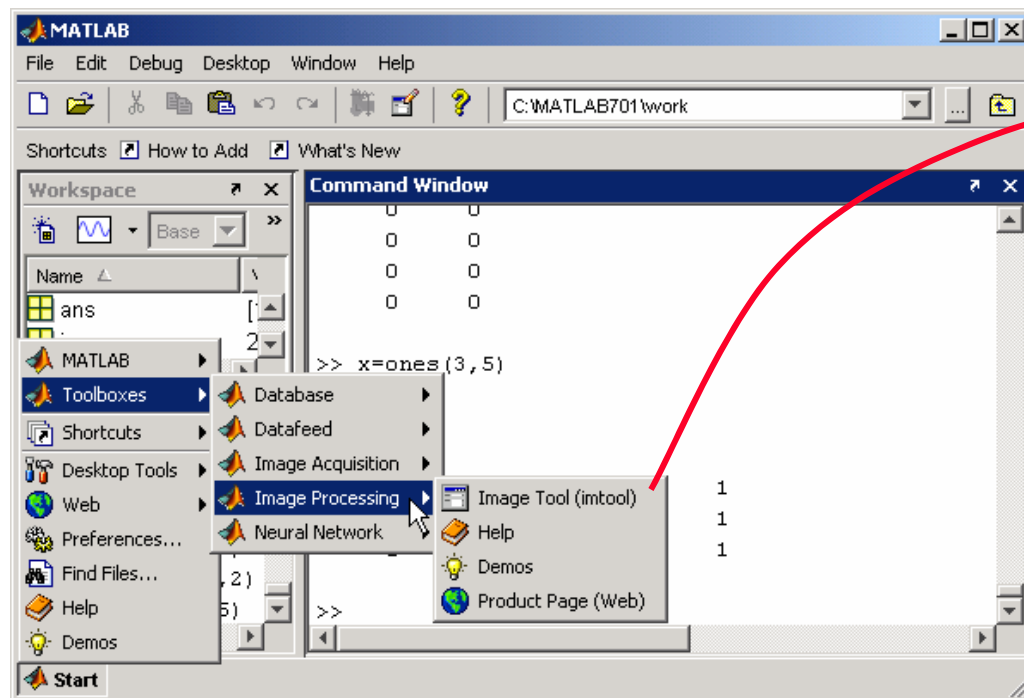 MATLAB
File Edit Debug Desktop Window Help
C:\MATLAB701\work
...
Shortcuts How to Add What's New
Workspace
Base
»
Name
ans
[
2
Command Window
0 0
0 0
0 0
0 0
>> x=ones(3,5)
1
1
1
>>
MATLAB
Toolboxes
Shortcuts
Desktop Tools
Web
Preferences...
Find Files...
Help
Demos
Database
Datafeed
Image Acquisition
Image Processing
Neural Network
Image Tool (imtool)
Help
Demos
Product Page (Web)
,2)
5)
Start